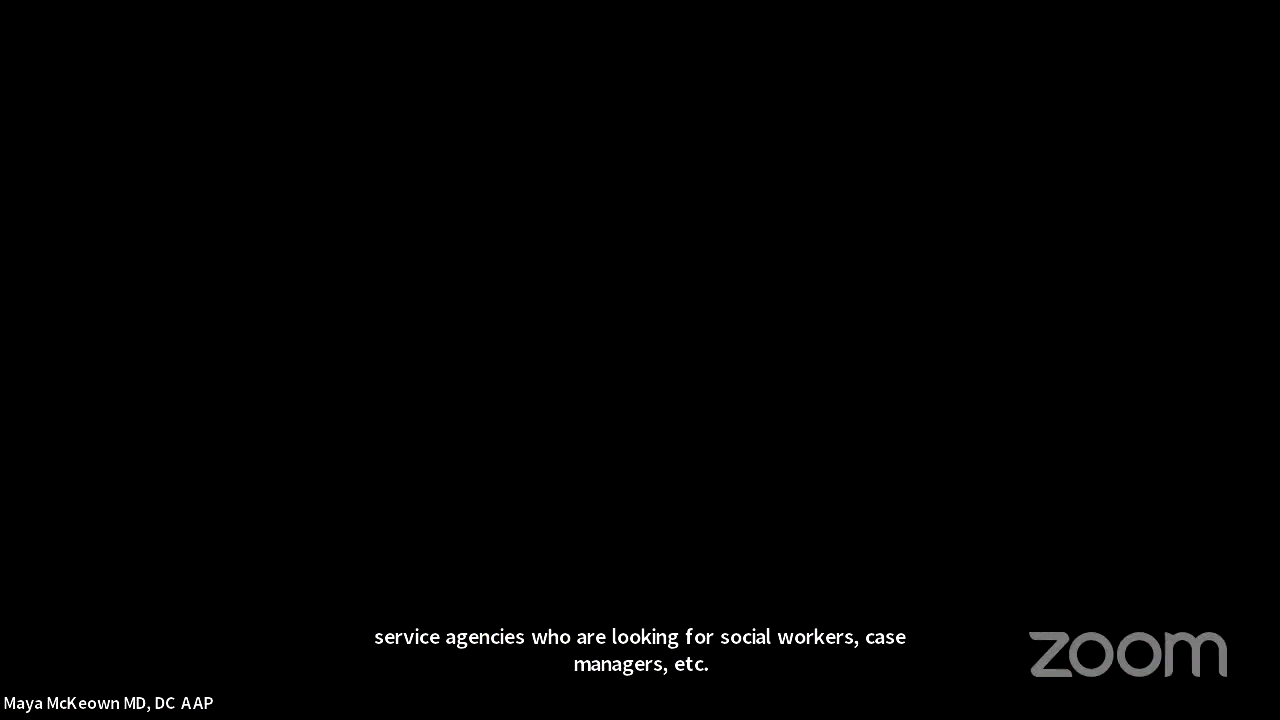 service agencies who are looking for social workers, case
managers, etc.
zoom
Maya McKeown MD, DC AAP